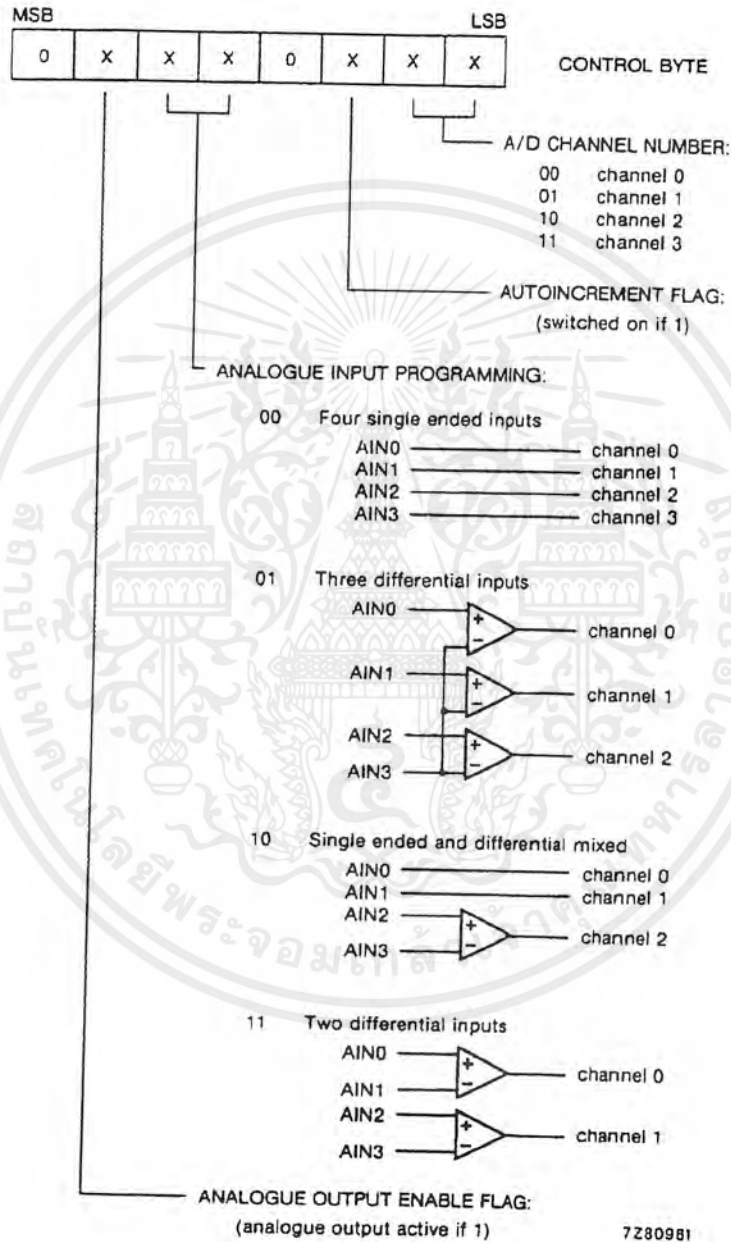 MSB LSB
0 X X X 0 X X X CONTROL BYTE
A/D CHANNEL NUMBER:
00 channel 0
01 channel 1
10 channel 2
11 channel 3
AUTOINCREMENT FLAG:
(switched on if 1)
ANALOGUE INPUT PROGRAMMING:
00 Four single ended inputs
AIN0 channel 0
AIN1 channel 1
AIN2 channel 2
AIN3 channel 3
01 Three differential inputs
AIN0 + − channel 0
AIN1 + − channel 1
AIN2 + − channel 2
AIN3
10 Single ended and differential mixed
AIN0 channel 0
AIN1 channel 1
AIN2 + − channel 2
AIN3
11 Two differential inputs
AIN0 + − channel 0
AIN1
AIN2 + − channel 1
AIN3
ANALOGUE OUTPUT ENABLE FLAG:
(analogue output active if 1)
7Z80981